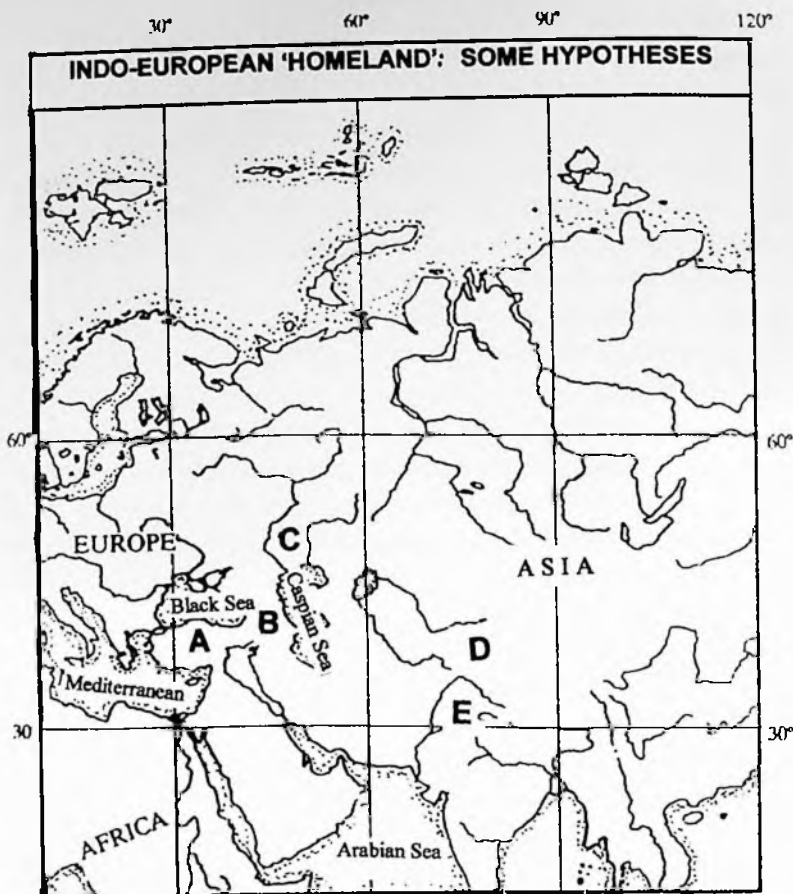 30° 60° 90° 120°
INDO-EUROPEAN 'HOMELAND': SOME HYPOTHESES
60° 60°
EUROPE
C
ASIA
Black Sea
B
Caspian Sea
A
D
Mediterranean
E
30 30°
AFRICA
Arabian Sea